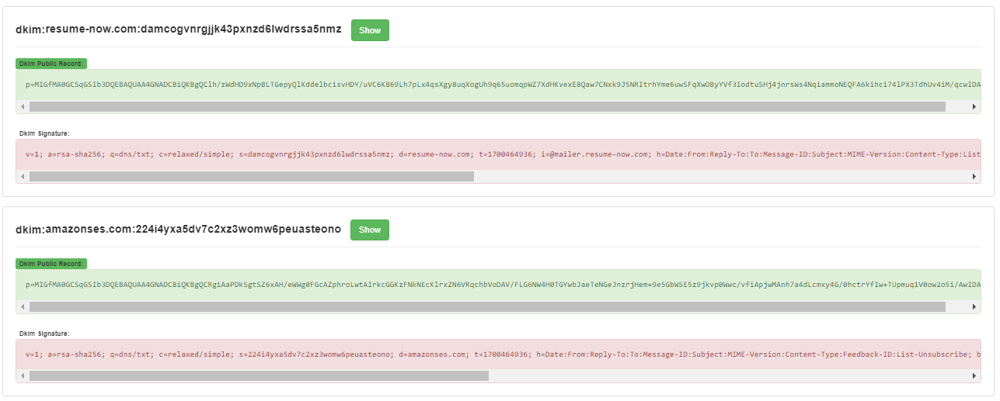 dkim:resume-now.com:damcogvnrgjjk43pxnzd6lwdrssa5nmz Show
Dkim Public Record:
p=MIGfMA0GCSqGSIb3DQEBAQUAA4GNADCBiQKBgQClh/zWdHD9xNpBLTGepyQlKddelbcisvHDY/uVC6KB69Lh7pLx4qsXgy8uqXogUh9q65uomqpWZ7XdHKvexE8Qaw7CNxk9J5NRItrhYme6uwSFqXwOByYVf3IodtuSHj4jnrsWs4NqiammoNEQFA6kihci74lPX3TdhUv4iM/qcwIDA
Dkim Signature:
v=1; a=rsa-sha256; q=dns/txt; c=relaxed/simple; s=damcogvnrgjjk43pxnzd6lwdrssa5nmz; d=resume-now.com; t=1700464936; i=@mailer.resume-now.com; h=Date:From:Reply-To:To:Message-ID:Subject:MIME-Version:Content-Type:List
dkim:amazonses.com:224i4yxa5dv7c2xz3womw6peuasteono Show
Dkim Public Record:
p=MIGfMA0GCSqGSIb3DQEBAQUAA4GNADCBiQKBgQCRgiAaPDkSgtSZ6xAH/eWWg0FGcAZphroLwtAIrkcGGKzFNkNEcKlrxZN6VRqchbVoDAV/FLG6NW4H0TGYwbJaeTeNGeJnzrjHem+9e5GbWSE5z9jkvp0Wwc/vfiApjwMAnh7a4dLcmxy4G/0hctrYfIw+TUpmuq1V0ow2o5i/AwIDA
Dkim Signature:
v=1; a=rsa-sha256; q=dns/txt; c=relaxed/simple; s=224i4yxa5dv7c2xz3womw6peuasteono; d=amazonses.com; t=1700464936; h=Date:From:Reply-To:To:Message-ID:Subject:MIME-Version:Content-Type:Feedback-ID:List-Unsubscribe; b